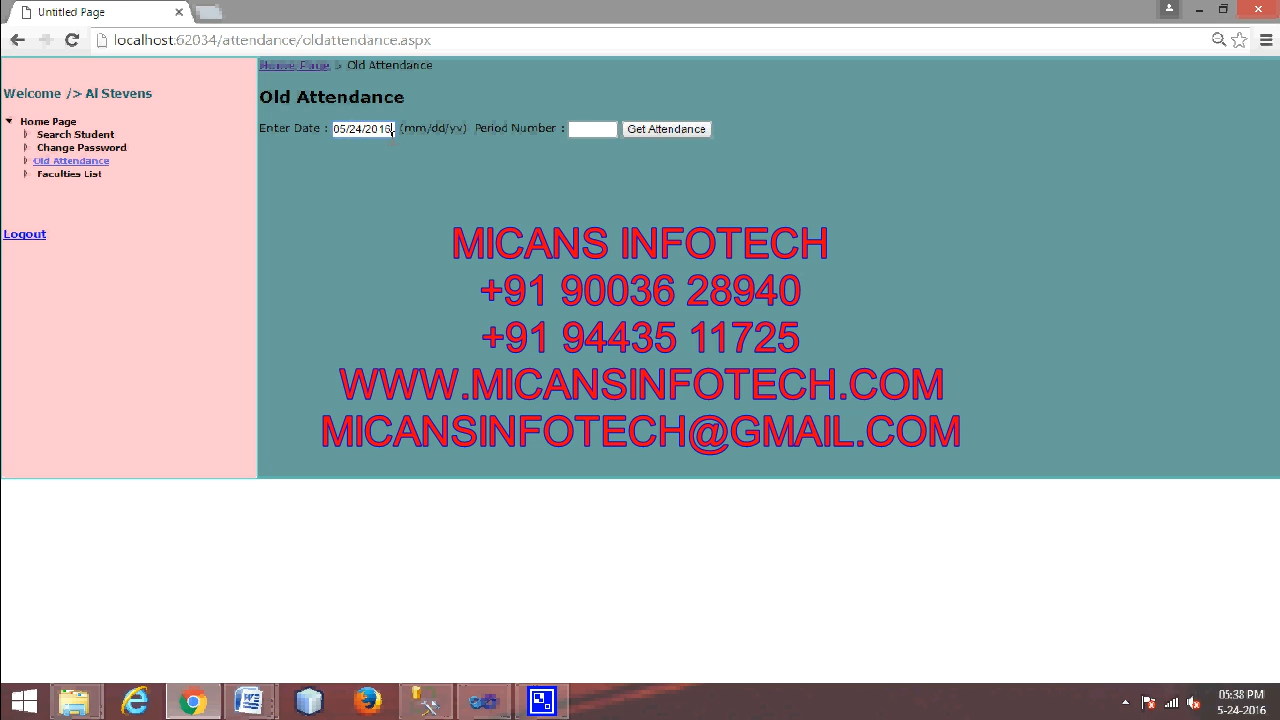 Untitled Page
localhost:62034/attendance/oldattendance.aspx
Welcome /> Al Stevens
Home Page
Search Student
Change Password
Old Attendance
Faculties List
Logout
Home Page > Old Attendance
Old Attendance
Enter Date : 05/24/2016 (mm/dd/yy) Period Number : Get Attendance
MICANS INFOTECH
+91 90036 28940
+91 94435 11725
WWW.MICANSINFOTECH.COM
MICANSINFOTECH@GMAIL.COM
05:38 PM
5-24-2016